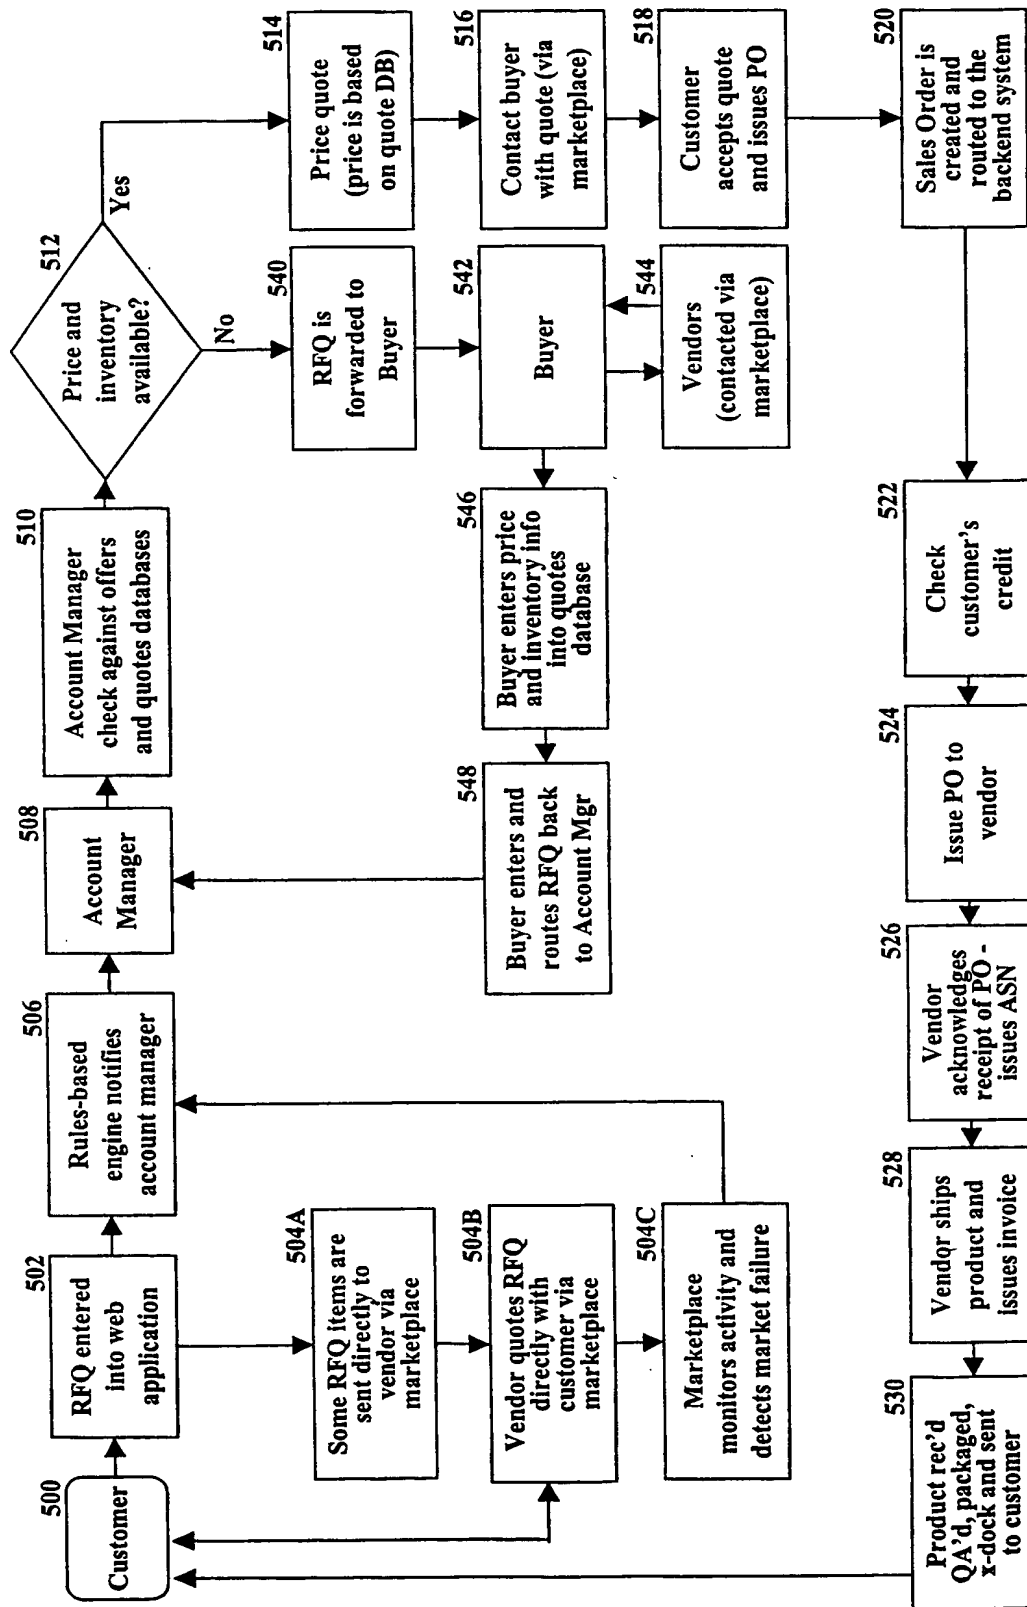 500
Customer
502
RFQ entered
into web
application
504A
Some RFQ items are
sent directly to
vendor via
marketplace
504B
Vendor quotes RFQ
directly with
customer via
marketplace
504C
Marketplace
monitors activity and
detects market failure
506
Rules-based
engine notifies
account manager
508
Account
Manager
510
Account Manager
check against offers
and quotes databases
512
Price and
inventory
available?
Yes
No
514
Price quote
(price is based
on quote DB)
516
Contact buyer
with quote (via
marketplace)
518
Customer
accepts quote
and issues PO
520
Sales Order is
created and
routed to the
backend system
540
RFQ is
forwarded to
Buyer
542
Buyer
544
Vendors
(contacted via
marketplace)
546
Buyer enters price
and inventory info
into quotes
database
548
Buyer enters and
routes RFQ back
to Account Mgr
522
Check
customer's
credit
524
Issue PO to
vendor
526
Vendor
acknowledges
receipt of PO -
issues ASN
528
Vendor ships
product and
issues invoice
530
Product rec'd
QA'd, packaged,
x-dock and sent
to customer